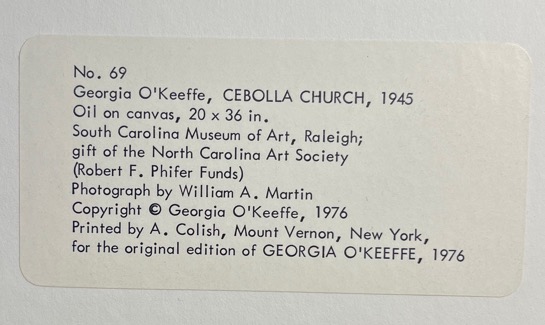 No. 69
Georgia O'Keeffe, CEBOLLA CHURCH, 1945
Oil on canvas, 20 x 36 in.
South Carolina Museum of Art, Raleigh;
gift of the North Carolina Art Society
(Robert F. Phifer Funds)
Photograph by William A. Martin
Copyright © Georgia O'Keeffe, 1976
Printed by A. Colish, Mount Vernon, New York,
for the original edition of GEORGIA O'KEEFFE, 1976